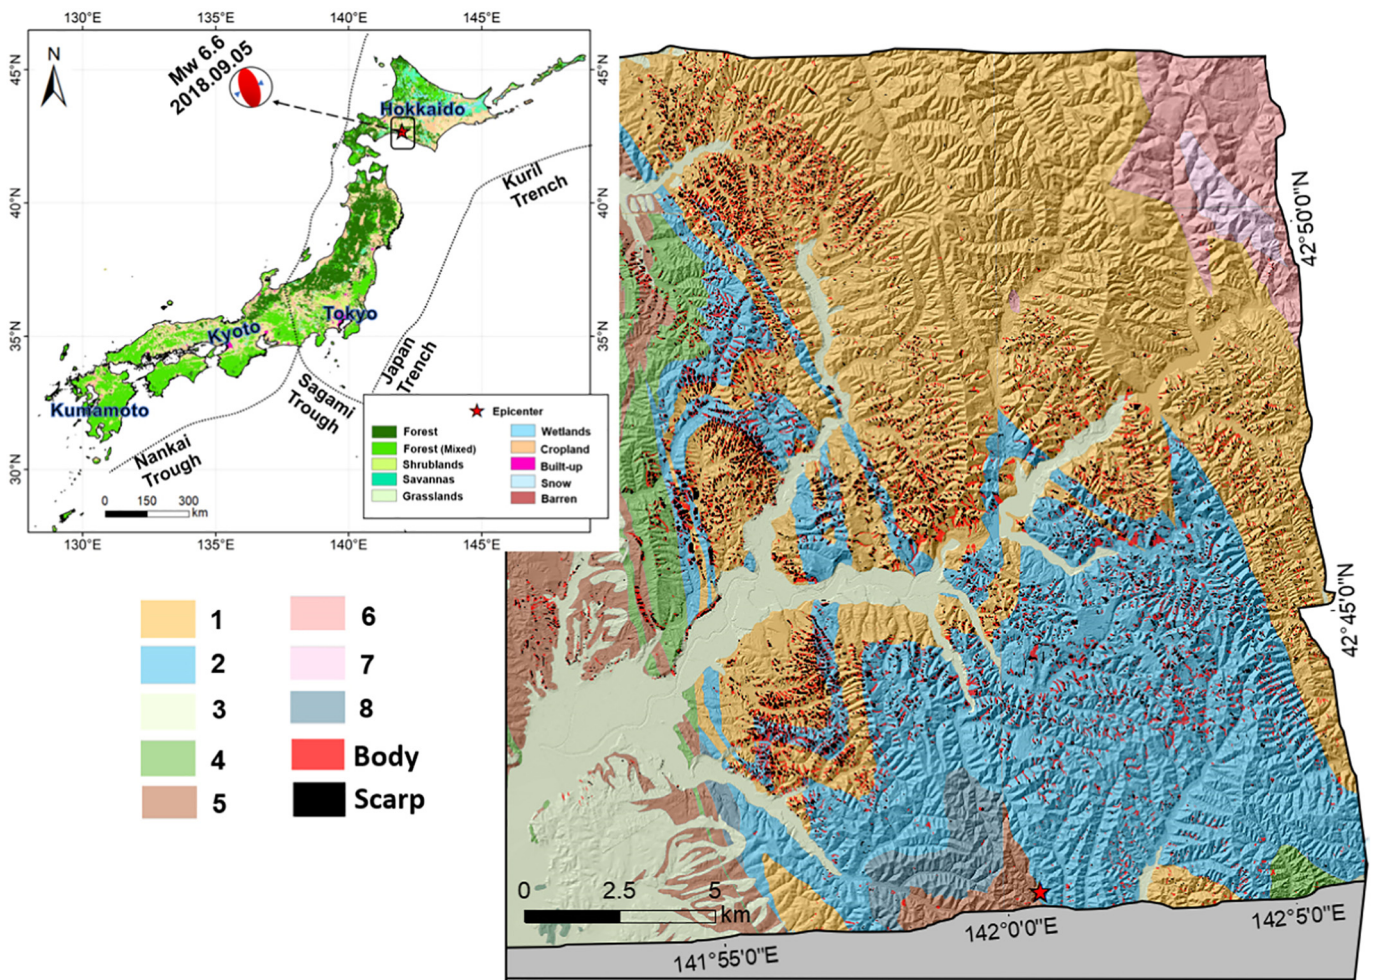 130°E 135°E 140°E 145°E
N
Mw 6.6
2018.09.05
45°N
45°N
Hokkaido
Kuril
Trench
40°N
40°N
Tokyo
Kyoto
35°N
35°N
Japan
Trench
Sagami
Trough
Kumamoto
Nankai
Trough
30°N
Epicenter
Forest
Forest (Mixed)
Shrublands
Savannas
Grasslands
Wetlands
Cropland
Built-up
Snow
Barren
0 150 300
km
130°E 135°E 140°E 145°E
1
2
3
4
5
6
7
8
Body
Scarp
42°50'0"N
42°45'0"N
0 2.5 5
km
141°55'0"E
142°0'0"E
142°5'0"E